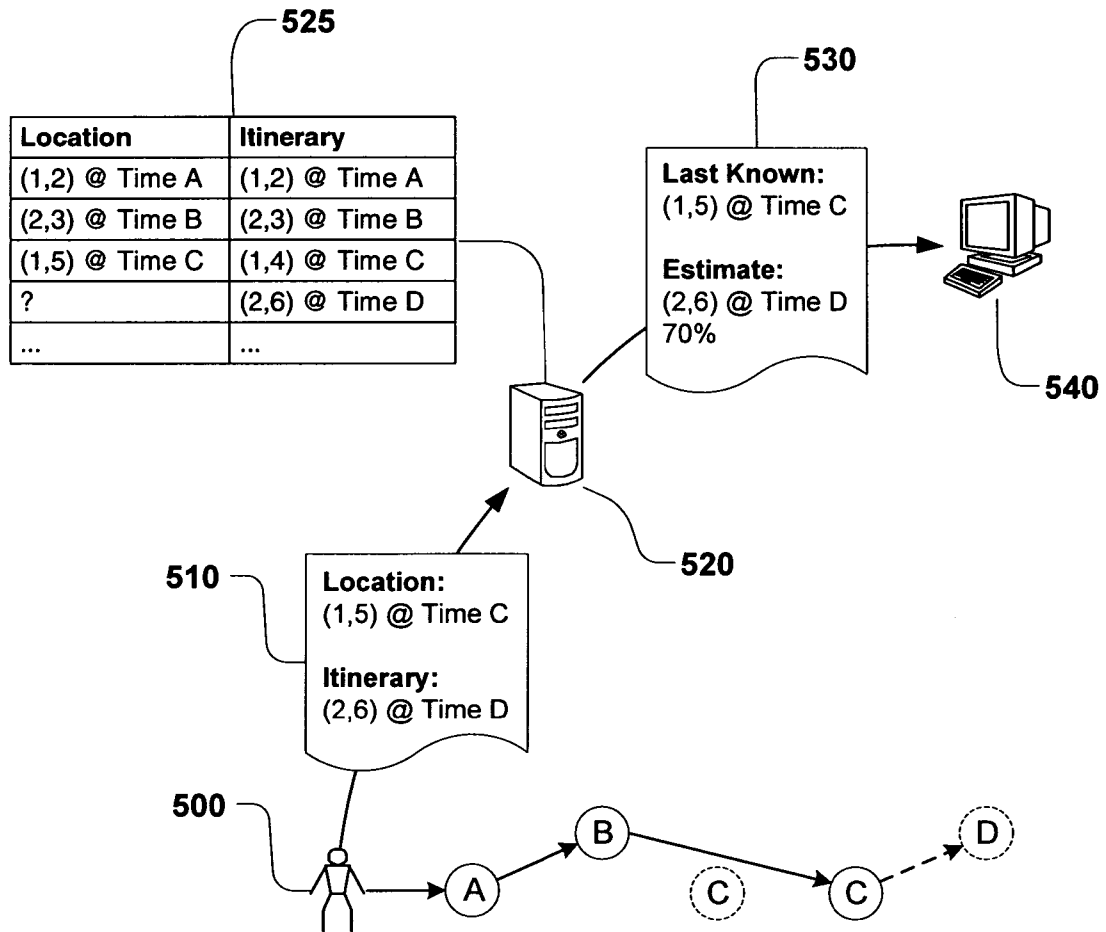 525
530
Location Itinerary
(1,2) @ Time A (1,2) @ Time A
(2,3) @ Time B (2,3) @ Time B
(1,5) @ Time C (1,4) @ Time C
? (2,6) @ Time D
... ...
Last Known:
(1,5) @ Time C
Estimate:
(2,6) @ Time D
70%
540
520
510
Location:
(1,5) @ Time C
Itinerary:
(2,6) @ Time D
500
A
B
C
C
D